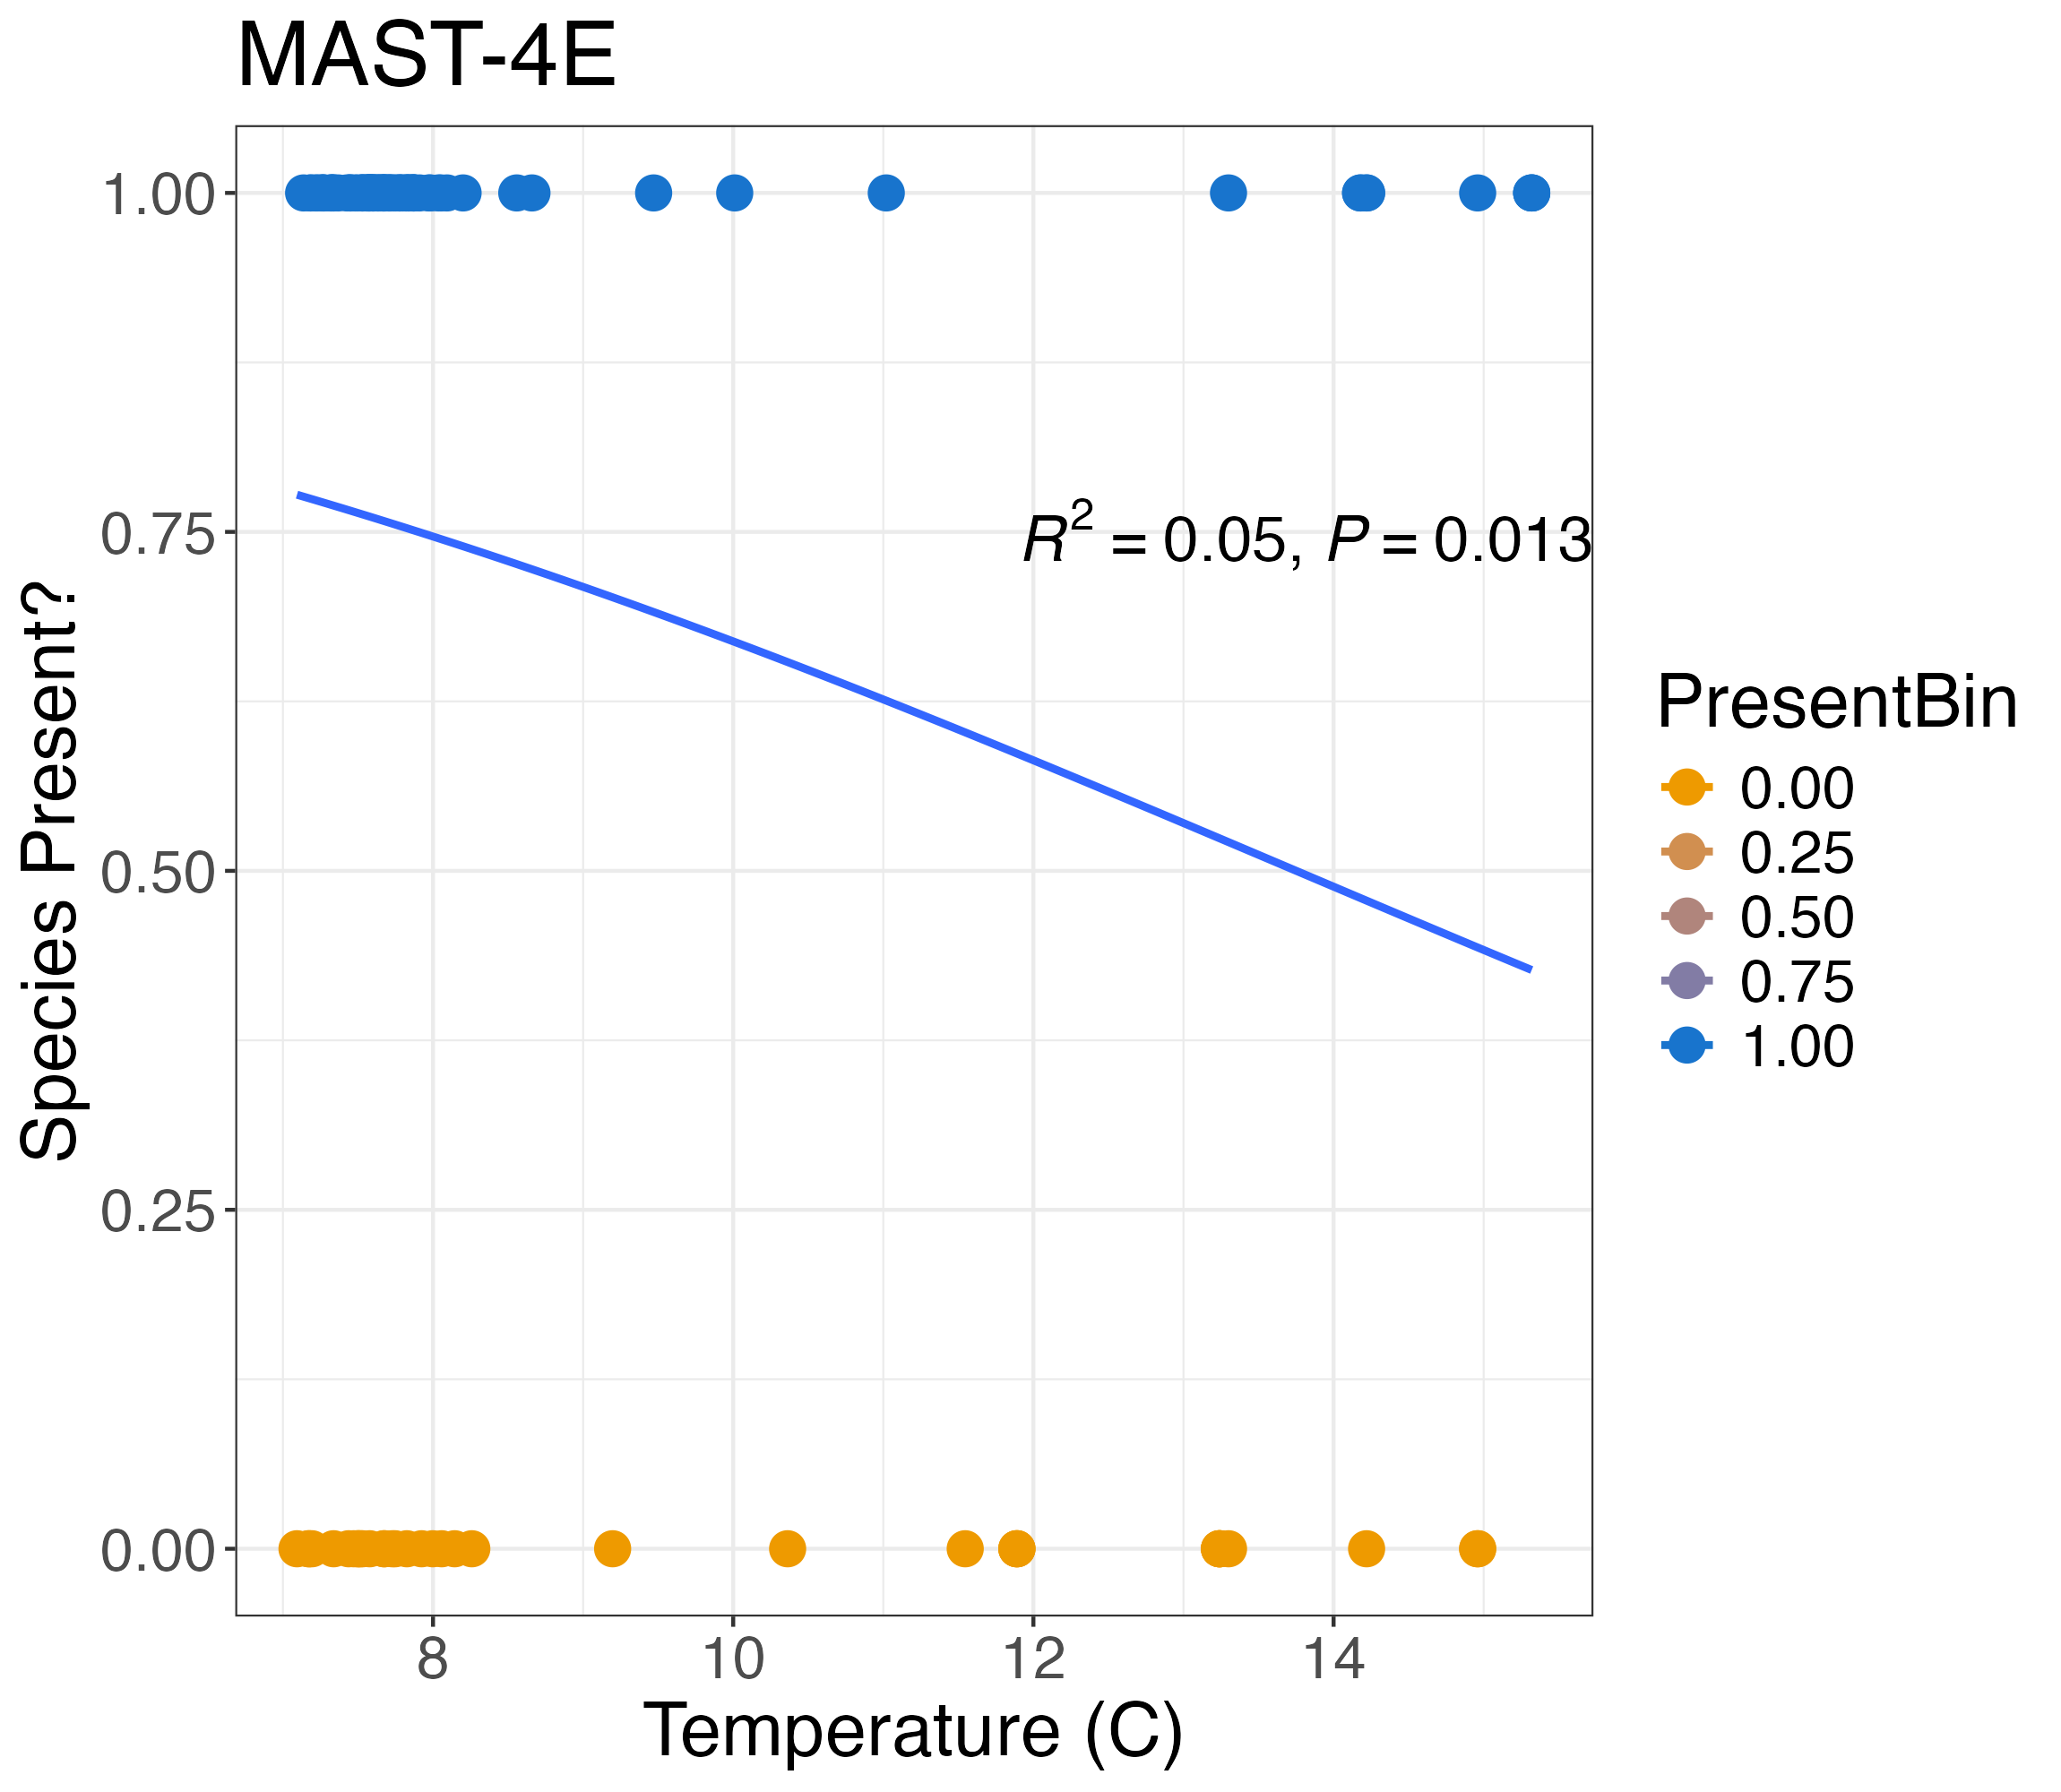 MAST-4E
1.00
0.75
0.50
0.25
0.00
Species Present?
R² = 0.05, P = 0.013
8 10 12 14
Temperature (C)
PresentBin
0.00
0.25
0.50
0.75
1.00